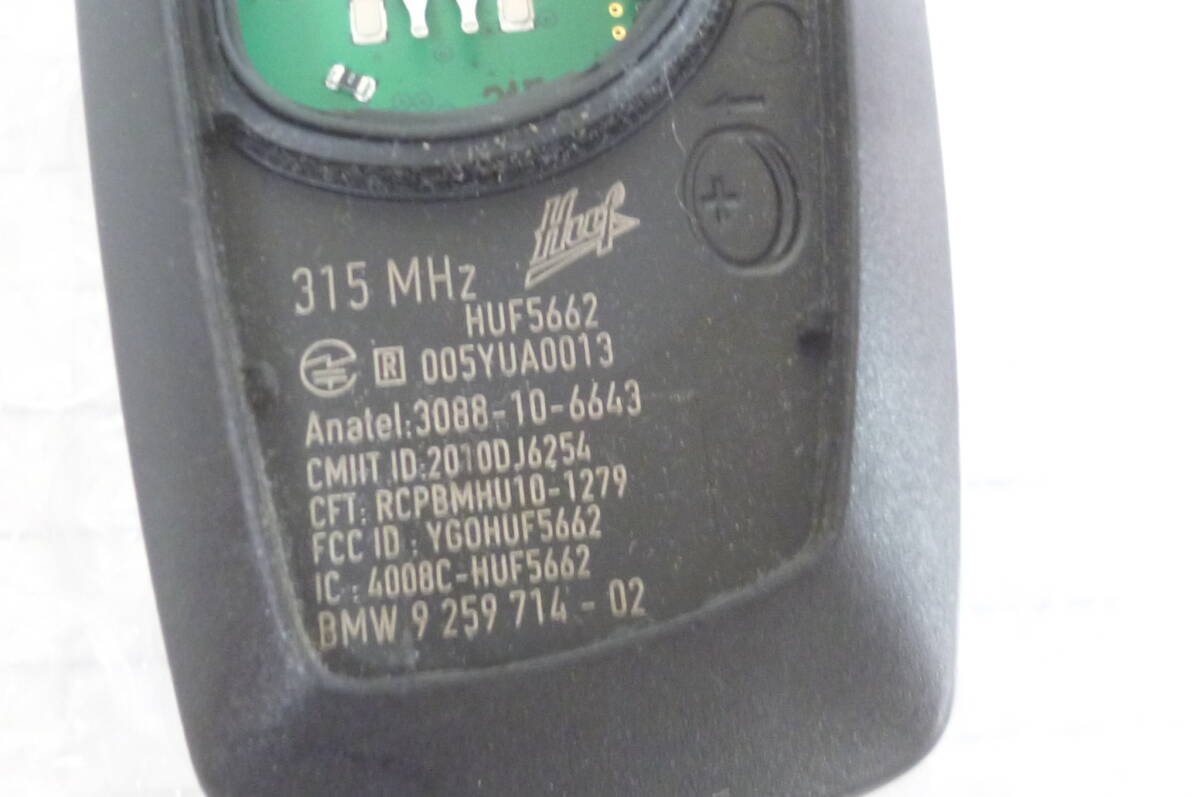 Huf
315 MHz
HUF5662
R 005YUA0013
Anatel:3088-10-6643
CMIIT ID:2010DJ6254
CFT: RCPBMHU10-1279
FCC ID : YGOHUF5662
IC : 4008C-HUF5662
BMW 9 259 714 - 02
+